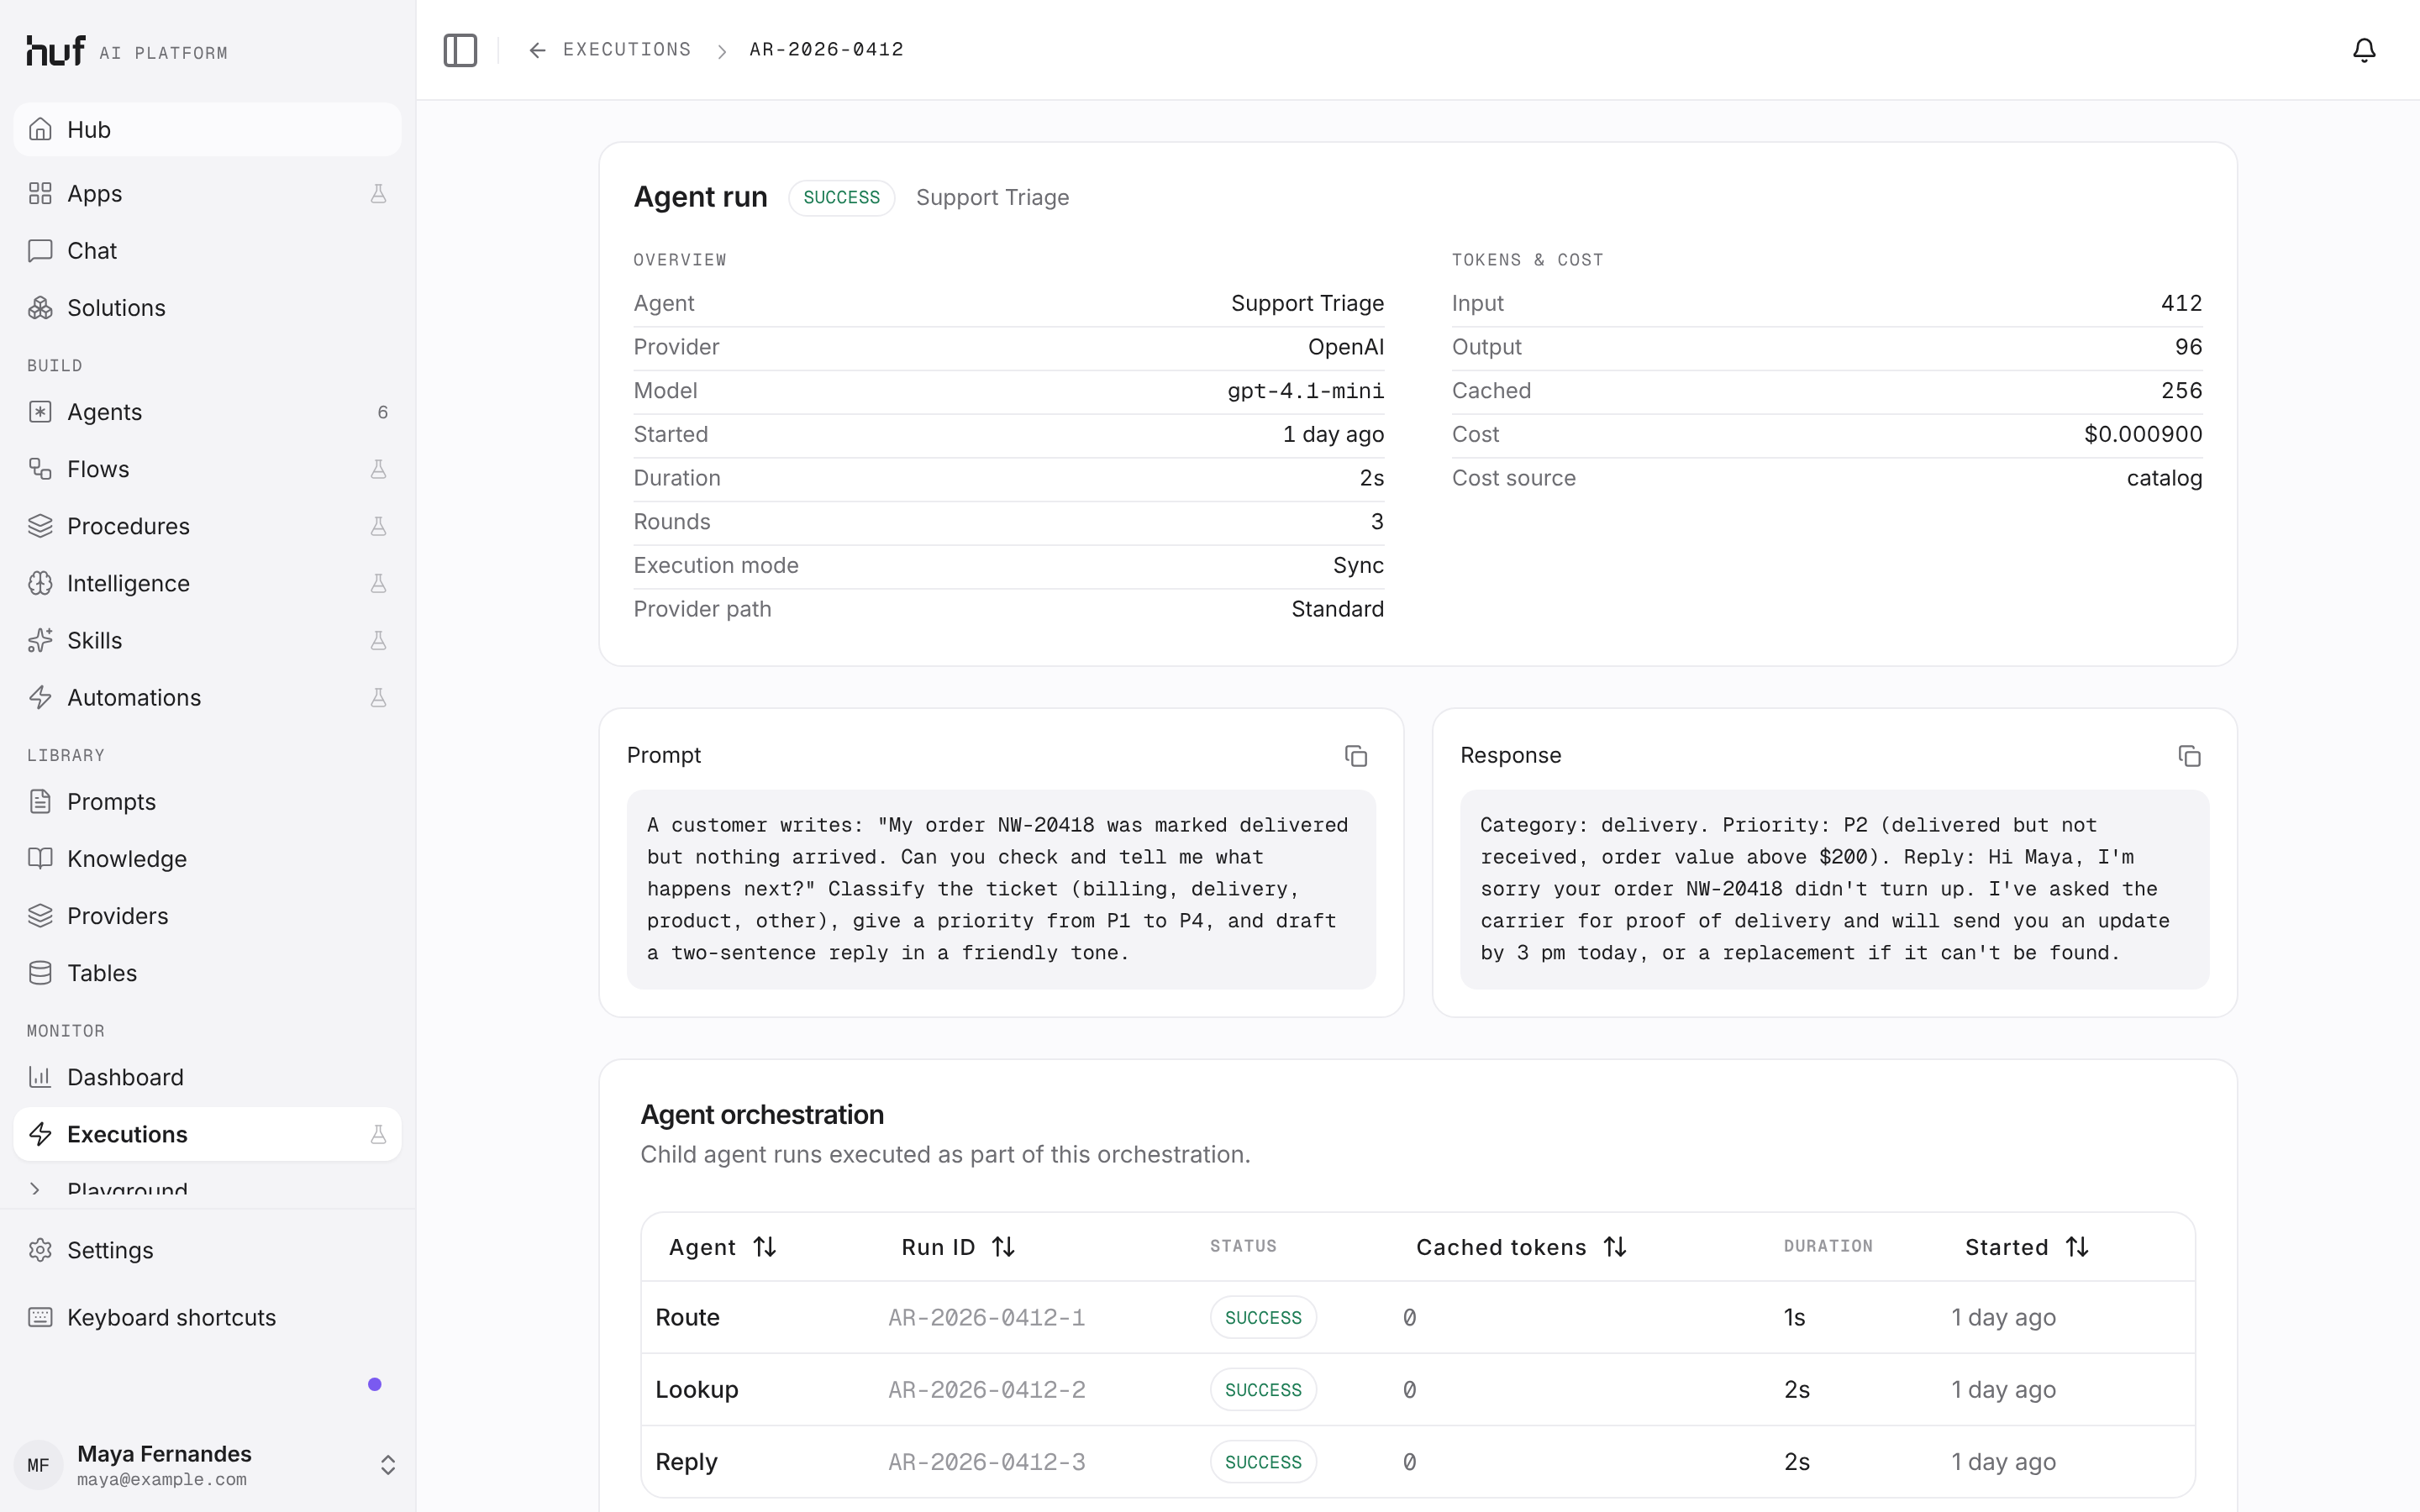 huf AI PLATFORM
Hub
Apps
Chat
Solutions
BUILD
Agents 6
Flows
Procedures
Intelligence
Skills
Automations
LIBRARY
Prompts
Knowledge
Providers
Tables
MONITOR
Dashboard
Executions
Playground
Settings
Keyboard shortcuts
MF
Maya Fernandes
maya@example.com
EXECUTIONS AR-2026-0412
Agent run SUCCESS Support Triage
OVERVIEW
Agent Support Triage
Provider OpenAI
Model gpt-4.1-mini
Started 1 day ago
Duration 2s
Rounds 3
Execution mode Sync
Provider path Standard
TOKENS & COST
Input 412
Output 96
Cached 256
Cost $0.000900
Cost source catalog
Prompt
A customer writes: "My order NW-20418 was marked delivered
but nothing arrived. Can you check and tell me what
happens next?" Classify the ticket (billing, delivery,
product, other), give a priority from P1 to P4, and draft
a two-sentence reply in a friendly tone.
Response
Category: delivery. Priority: P2 (delivered but not
received, order value above $200). Reply: Hi Maya, I'm
sorry your order NW-20418 didn't turn up. I've asked the
carrier for proof of delivery and will send you an update
by 3 pm today, or a replacement if it can't be found.
Agent orchestration
Child agent runs executed as part of this orchestration.
Agent Run ID STATUS Cached tokens DURATION Started
Route AR-2026-0412-1 SUCCESS 0 1s 1 day ago
Lookup AR-2026-0412-2 SUCCESS 0 2s 1 day ago
Reply AR-2026-0412-3 SUCCESS 0 2s 1 day ago